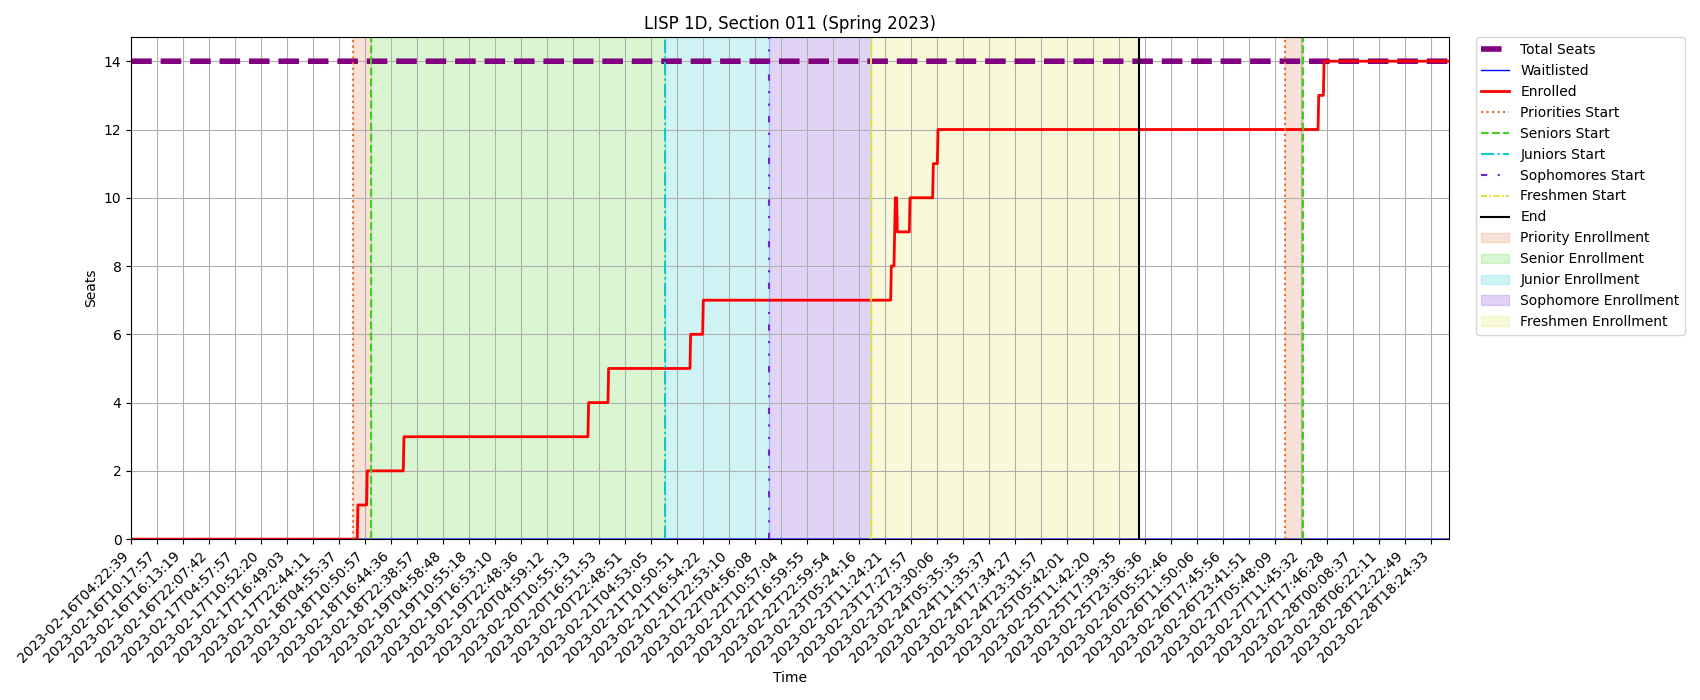 LISP 1D, Section 011 (Spring 2023)
Total Seats
Waitlisted
Enrolled
Priorities Start
Seniors Start
Juniors Start
Sophomores Start
Freshmen Start
End
Priority Enrollment
Senior Enrollment
Junior Enrollment
Sophomore Enrollment
Freshmen Enrollment
Seats
14
12
10
8
6
4
2
0
2023-02-16T04:22:39
2023-02-16T10:17:57
2023-02-16T16:13:19
2023-02-16T22:07:42
2023-02-17T04:57:57
2023-02-17T10:52:20
2023-02-17T16:49:03
2023-02-17T22:44:11
2023-02-18T04:55:37
2023-02-18T10:50:57
2023-02-18T16:44:36
2023-02-18T22:38:57
2023-02-19T04:58:48
2023-02-19T10:55:18
2023-02-19T16:53:10
2023-02-19T22:48:36
2023-02-20T04:59:12
2023-02-20T10:55:13
2023-02-20T16:51:53
2023-02-20T22:48:51
2023-02-21T04:53:05
2023-02-21T10:50:51
2023-02-21T16:54:22
2023-02-21T22:53:10
2023-02-22T04:56:08
2023-02-22T10:57:04
2023-02-22T16:59:55
2023-02-22T22:59:54
2023-02-23T05:24:16
2023-02-23T11:24:21
2023-02-23T17:27:57
2023-02-23T23:30:06
2023-02-24T05:35:35
2023-02-24T11:35:37
2023-02-24T17:34:27
2023-02-24T23:31:57
2023-02-25T05:42:01
2023-02-25T11:42:20
2023-02-25T17:39:35
2023-02-25T23:36:36
2023-02-26T05:52:46
2023-02-26T11:50:06
2023-02-26T17:45:56
2023-02-26T23:41:51
2023-02-27T05:48:09
2023-02-27T11:45:32
2023-02-27T17:46:28
2023-02-28T00:08:37
2023-02-28T06:22:11
2023-02-28T12:22:49
2023-02-28T18:24:33
Time